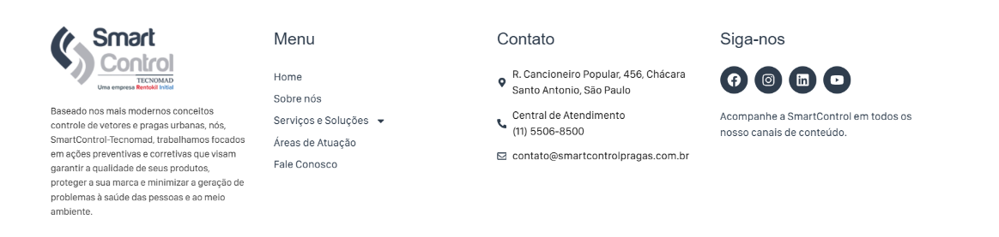 Smart
Control
TECNOMAD
Uma empresa Rentokil Initial
Baseado nos mais modernos conceitos
controle de vetores e pragas urbanas, nós,
SmartControl-Tecnomad, trabalhamos focados
em ações preventivas e corretivas que visam
garantir a qualidade de seus produtos,
proteger a sua marca e minimizar a geração de
problemas à saúde das pessoas e ao meio
ambiente.
Menu
Home
Sobre nós
Serviços e Soluções
Áreas de Atuação
Fale Conosco
Contato
R. Cancioneiro Popular, 456, Chácara
Santo Antonio, São Paulo
Central de Atendimento
(11) 5506-8500
contato@smartcontrolpragas.com.br
Siga-nos
Acompanhe a SmartControl em todos os
nosso canais de conteúdo.